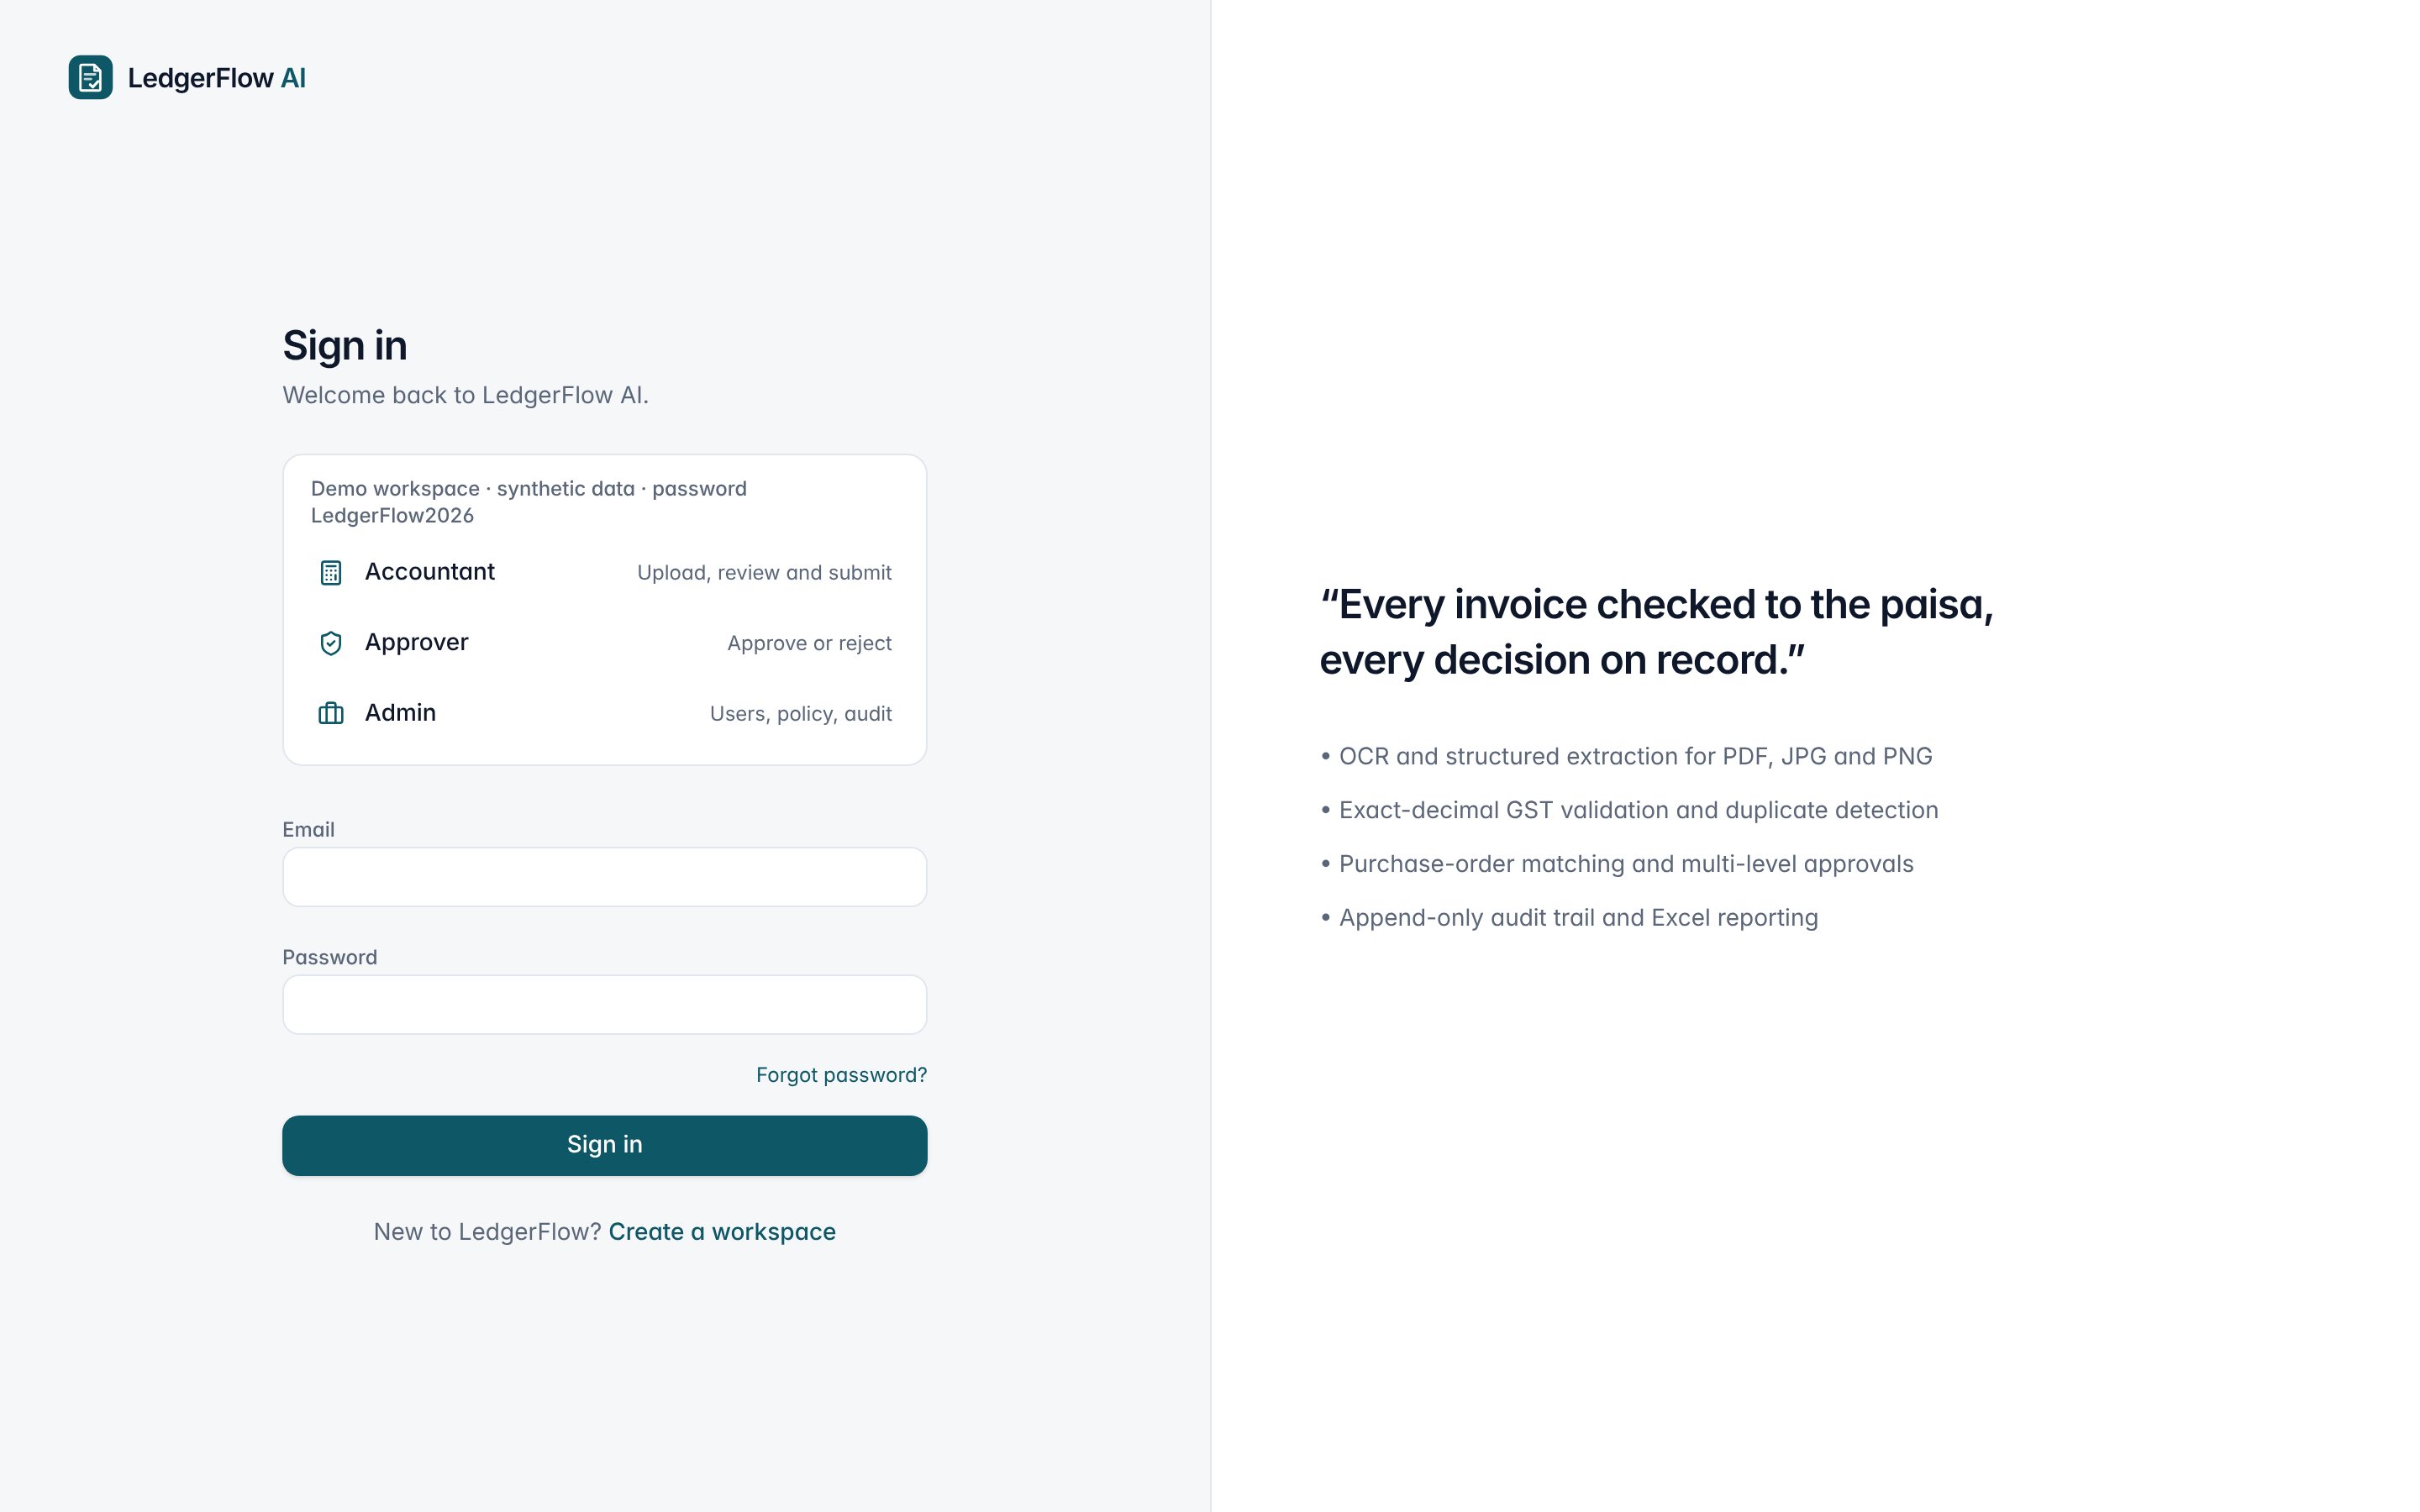 LedgerFlow AI
Sign in
Welcome back to LedgerFlow AI.
Demo workspace · synthetic data · password
LedgerFlow2026
Accountant Upload, review and submit
Approver Approve or reject
Admin Users, policy, audit
Email
Password
Forgot password?
Sign in
New to LedgerFlow? Create a workspace
“Every invoice checked to the paisa,
every decision on record.”
• OCR and structured extraction for PDF, JPG and PNG
• Exact-decimal GST validation and duplicate detection
• Purchase-order matching and multi-level approvals
• Append-only audit trail and Excel reporting